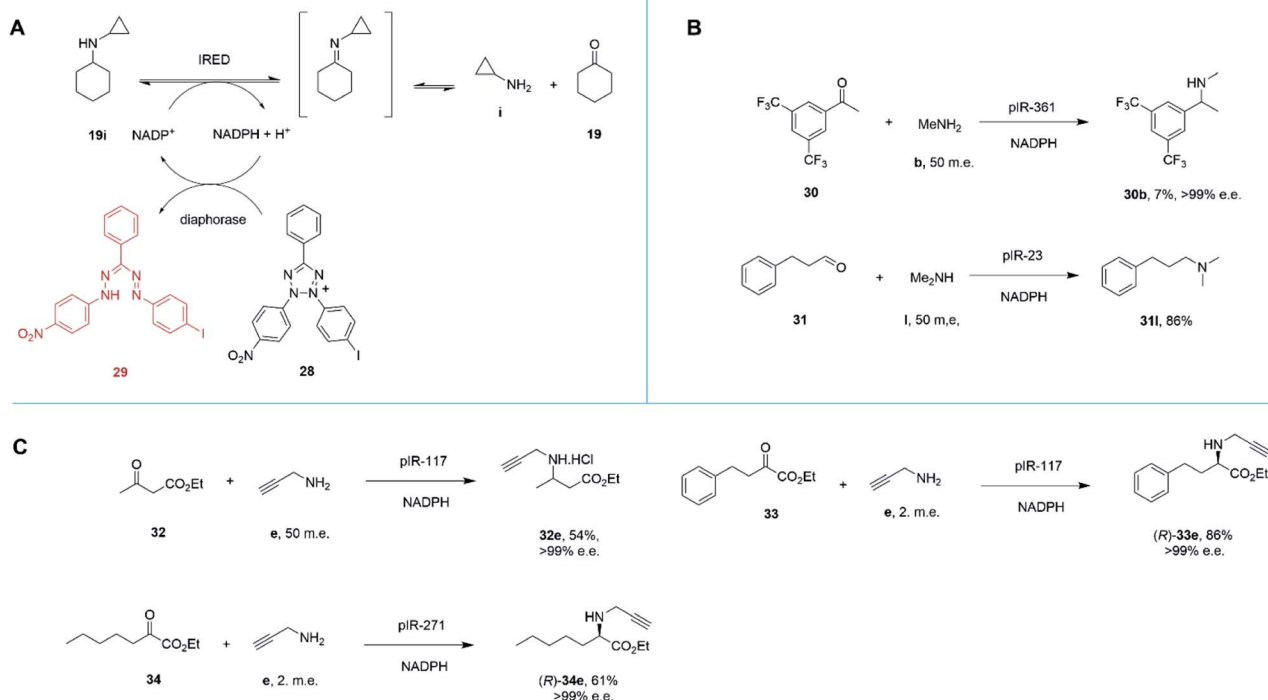 A
HN
IRED
N
NH₂
+
O
i
19
19i
NADP⁺
NADPH + H⁺
diaphorase
N
NH
N
N
O₂N
I
29
N
N
N
N
+
O₂N
I
28
B
F₃C
O
CF₃
30
+
MeNH₂
b, 50 m.e.
pIR-361
NADPH
HN
F₃C
CF₃
30b, 7%, >99% e.e.
O
31
+
Me₂NH
l, 50 m,e,
pIR-23
NADPH
N
31l, 86%
C
O
CO₂Et
32
+
NH₂
e, 50 m.e.
pIR-117
NADPH
NH.HCl
CO₂Et
32e, 54%,
>99% e.e.
O
CO₂Et
33
+
NH₂
e, 2. m.e.
pIR-117
NADPH
HN
CO₂Et
(R)-33e, 86%
>99% e.e.
O
CO₂Et
34
+
NH₂
e, 2. m.e.
pIR-271
NADPH
HN
CO₂Et
(R)-34e, 61%
>99% e.e.